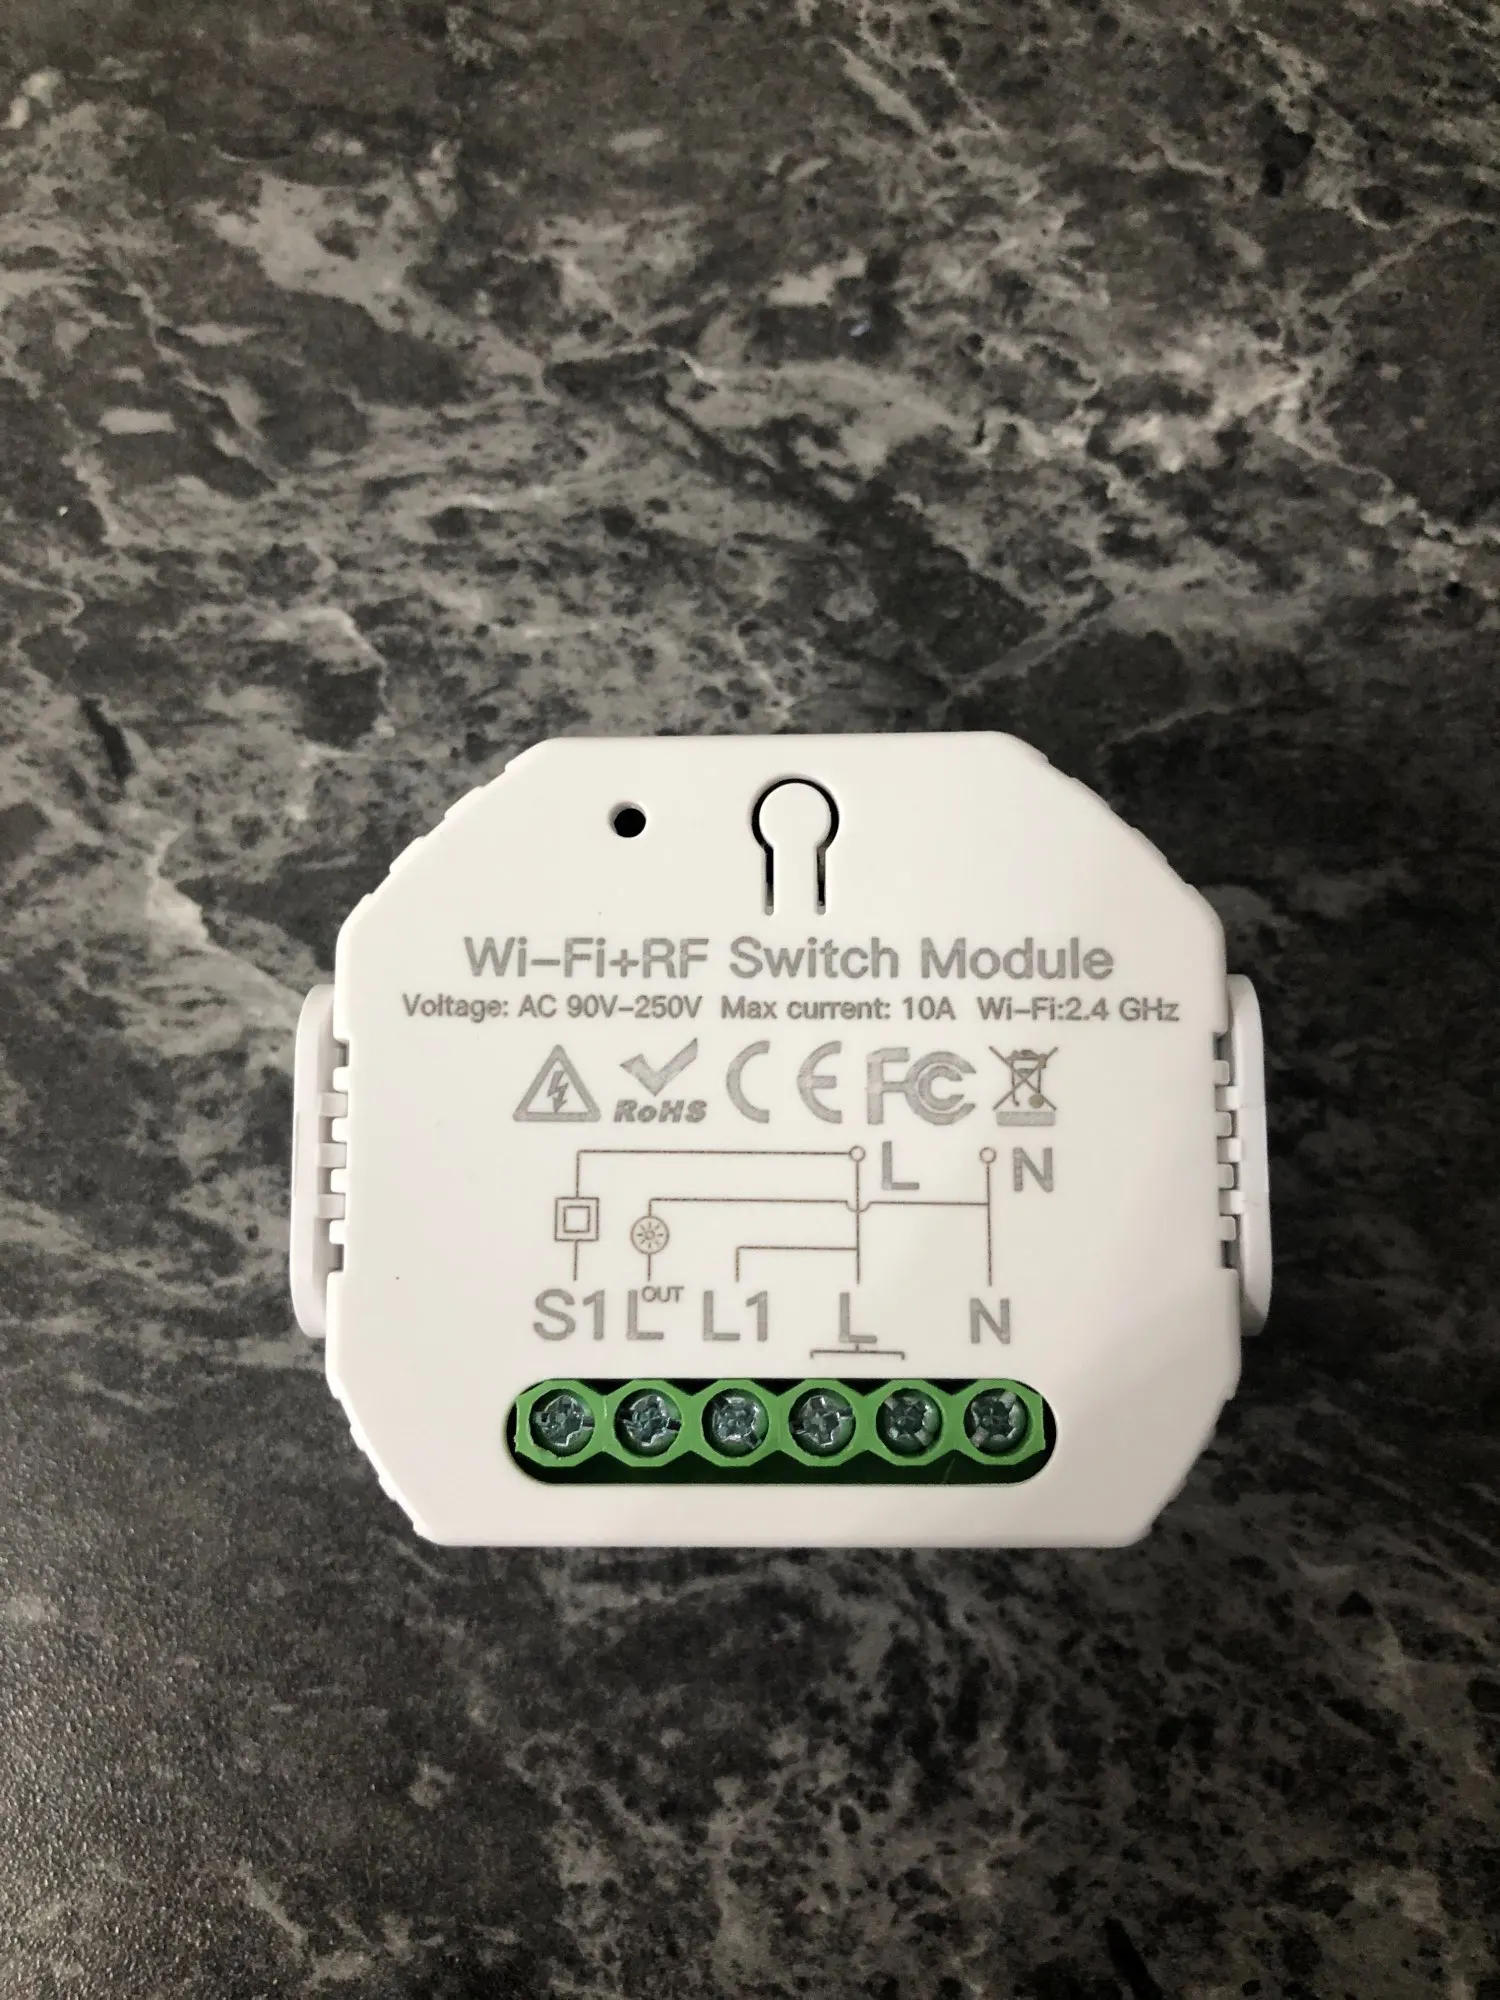 Wi-Fi+RF Switch Module
Voltage: AC 90V-250V Max current: 10A Wi-Fi:2.4 GHz
RoHS CE FC
L N
S1 L OUT L1 L N